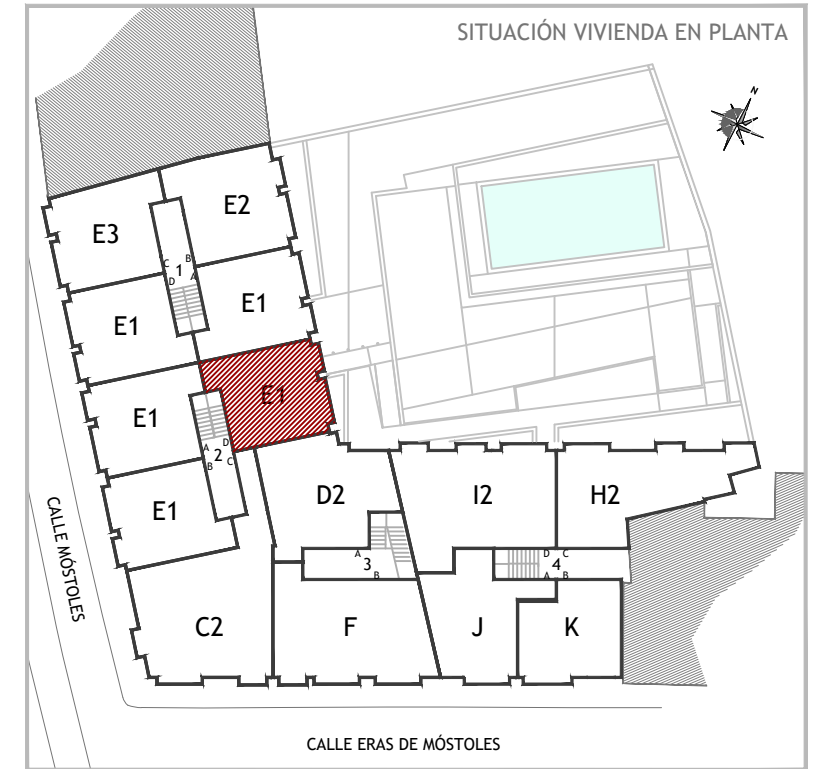 SITUACIÓN VIVIENDA EN PLANTA
N
E3
E2
C
B
1
D
A
E1
E1
E1
E1
A
D
2
B
C
E1
D2
I2
H2
A
3
B
D
C
4
A
B
C2
F
J
K
CALLE MÓSTOLES
CALLE ERAS DE MÓSTOLES